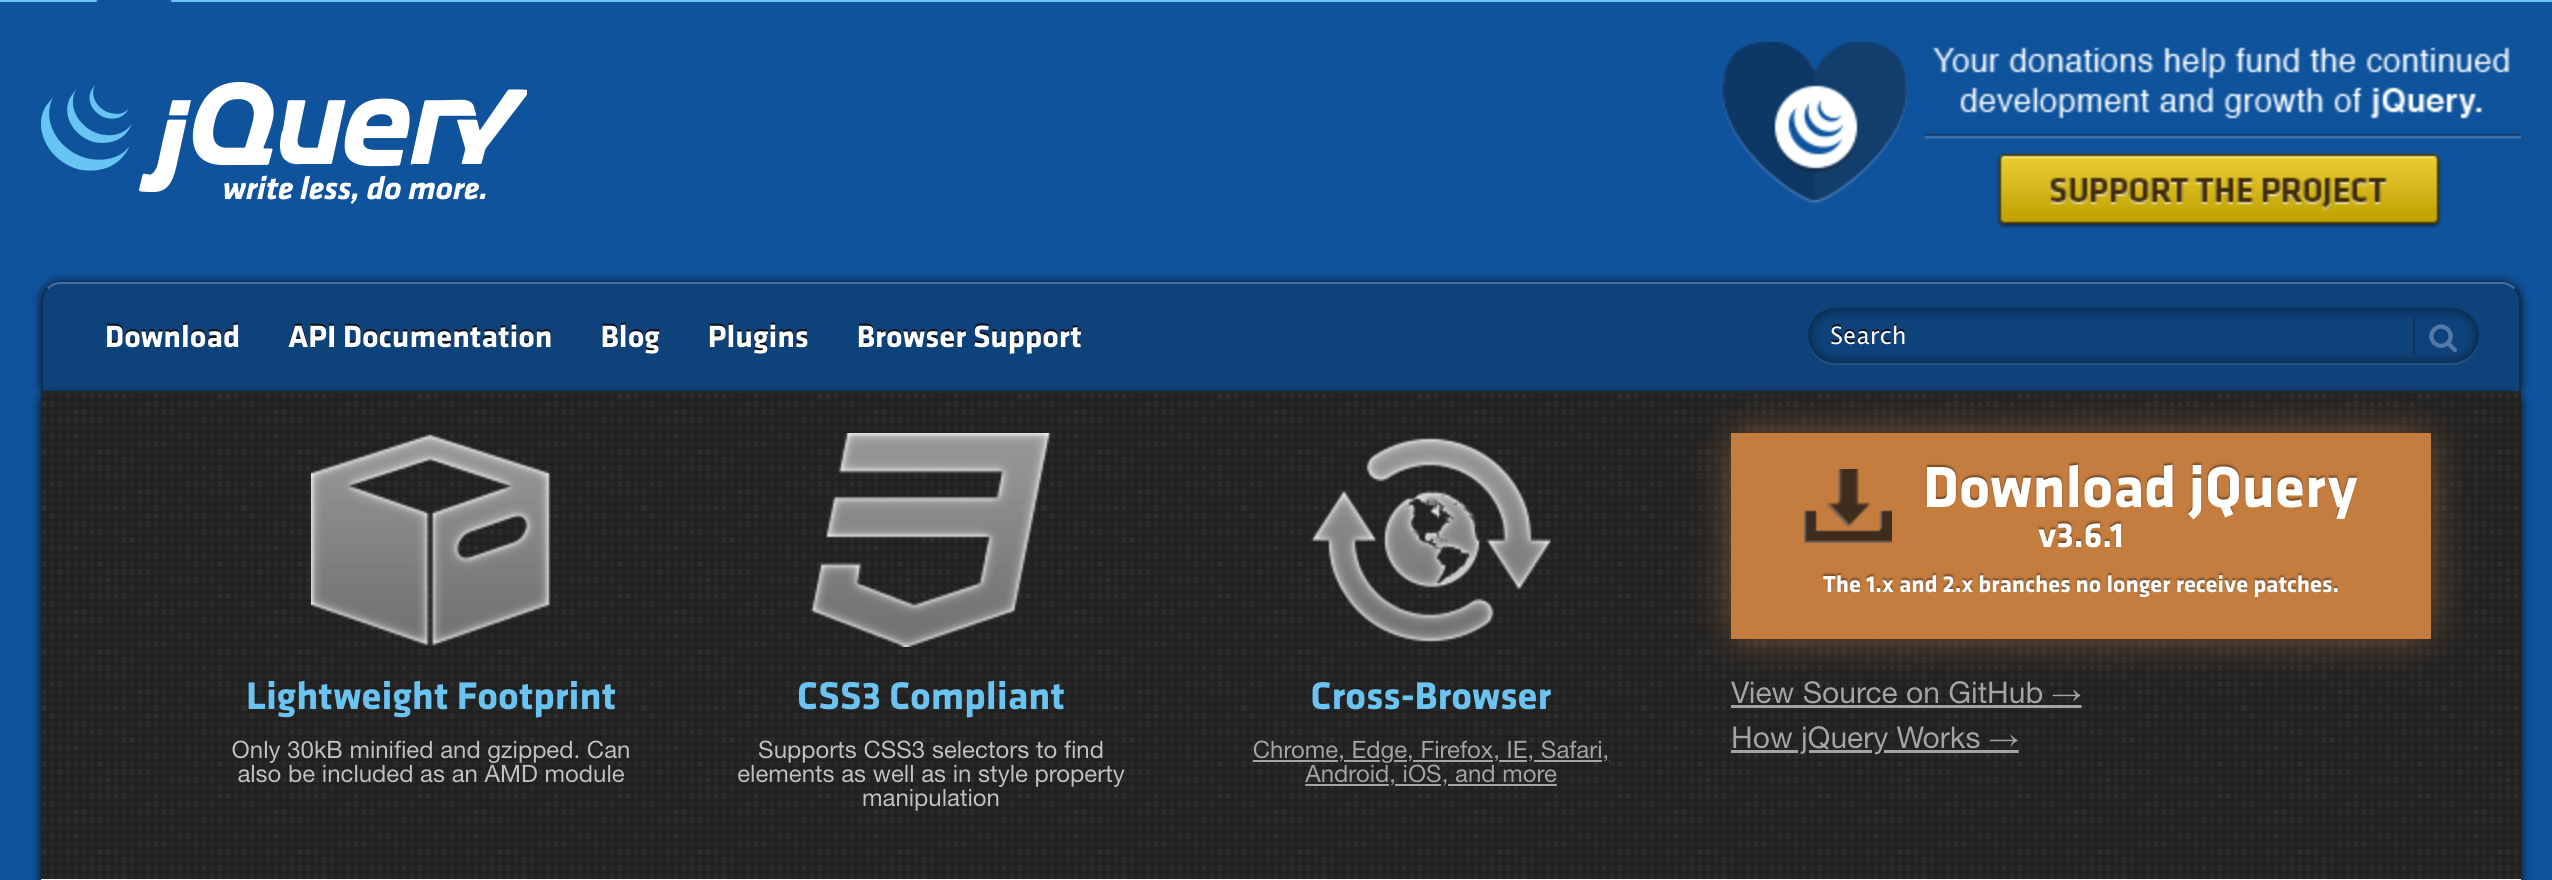 jQuery
write less, do more.
Your donations help fund the continued
development and growth of jQuery.
SUPPORT THE PROJECT
Download API Documentation Blog Plugins Browser Support
Search
Lightweight Footprint
Only 30kB minified and gzipped. Can
also be included as an AMD module
CSS3 Compliant
Supports CSS3 selectors to find
elements as well as in style property
manipulation
Cross-Browser
Chrome, Edge, Firefox, IE, Safari,
Android, iOS, and more
Download jQuery
v3.6.1
The 1.x and 2.x branches no longer receive patches.
View Source on GitHub →
How jQuery Works →